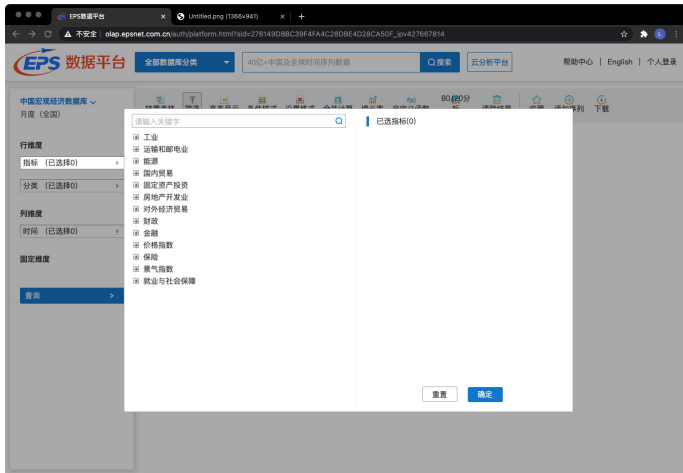 EPS数据平台
Untitled.png (1366×941)
不安全 | olap.epsnet.com.cn/auth/platform.html?sid=276149D8BC39F4FA4C28DBE4D28CA50F_ipv427667814
EPS 数据平台
全部数据库分类
40亿+中国及全球时间序列数据
搜索
云分析平台
帮助中心 | English | 个人登录
中国宏观经济数据库
月度（全国）
80/20分
下载
行维度
指标 (已选择0)
分类 (已选择0)
列维度
时间 (已选择0)
固定维度
查询
请输入关键字
工业
运输和邮电业
能源
国内贸易
固定资产投资
房地产开发业
对外经济贸易
财政
金融
价格指数
保险
景气指数
就业与社会保障
已选指标(0)
重置
确定